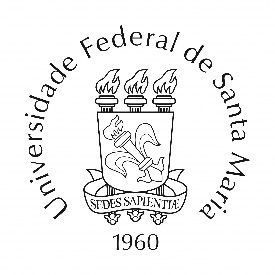 Universidade Federal de Santa Maria
SEDES SAPIENTIÆ
1960